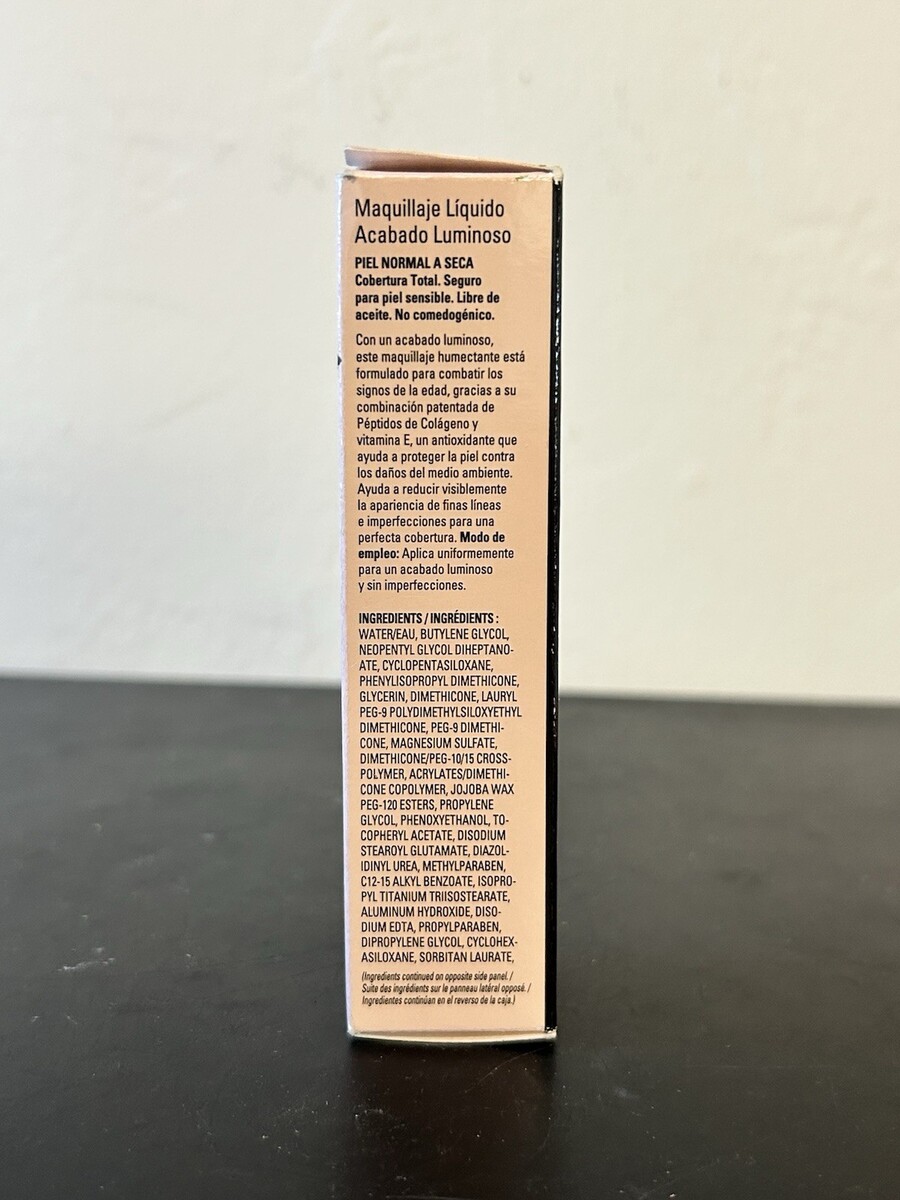 Maquillaje Líquido
Acabado Luminoso
PIEL NORMAL A SECA
Cobertura Total. Seguro
para piel sensible. Libre de
aceite. No comedogénico.
Con un acabado luminoso,
este maquillaje humectante está
formulado para combatir los
signos de la edad, gracias a su
combinación patentada de
Péptidos de Colágeno y
vitamina E, un antioxidante que
ayuda a proteger la piel contra
los daños del medio ambiente.
Ayuda a reducir visiblemente
la apariencia de finas líneas
e imperfecciones para una
perfecta cobertura. Modo de
empleo: Aplica uniformemente
para un acabado luminoso
y sin imperfecciones.
INGREDIENTS / INGRÉDIENTS :
WATER/EAU, BUTYLENE GLYCOL,
NEOPENTYL GLYCOL DIHEPTANO-
ATE, CYCLOPENTASILOXANE,
PHENYLISOPROPYL DIMETHICONE,
GLYCERIN, DIMETHICONE, LAURYL
PEG-9 POLYDIMETHYLSILOXYETHYL
DIMETHICONE, PEG-9 DIMETHI-
CONE, MAGNESIUM SULFATE,
DIMETHICONE/PEG-10/15 CROSS-
POLYMER, ACRYLATES/DIMETHI-
CONE COPOLYMER, JOJOBA WAX
PEG-120 ESTERS, PROPYLENE
GLYCOL, PHENOXYETHANOL, TO-
COPHERYL ACETATE, DISODIUM
STEAROYL GLUTAMATE, DIAZOL-
IDINYL UREA, METHYLPARABEN,
C12-15 ALKYL BENZOATE, ISOPRO-
PYL TITANIUM TRIISOSTEARATE,
ALUMINUM HYDROXIDE, DISO-
DIUM EDTA, PROPYLPARABEN,
DIPROPYLENE GLYCOL, CYCLOHEX-
ASILOXANE, SORBITAN LAURATE,
(Ingredients continued on opposite side panel. /
Suite des ingrédients sur le panneau latéral opposé. /
Ingredientes continúan en el reverso de la caja.)